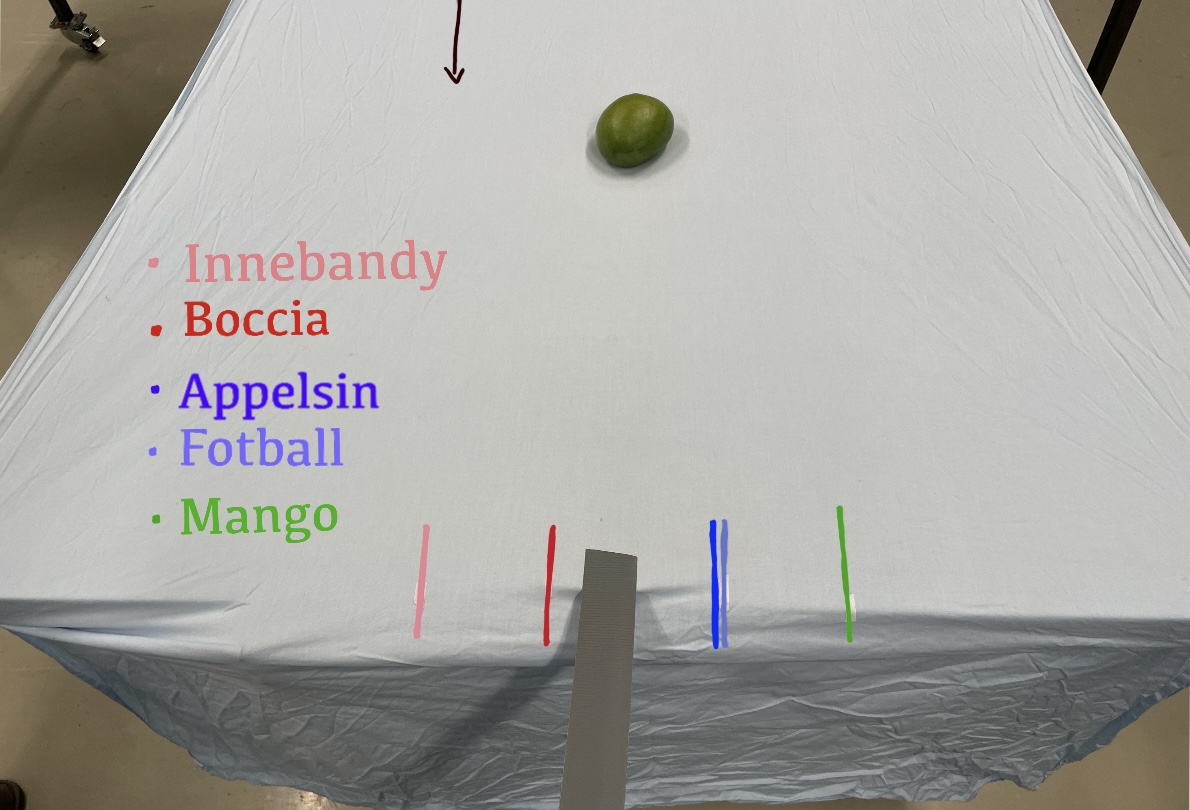 · Innebandy
· Boccia
· Appelsin
· Fotball
· Mango